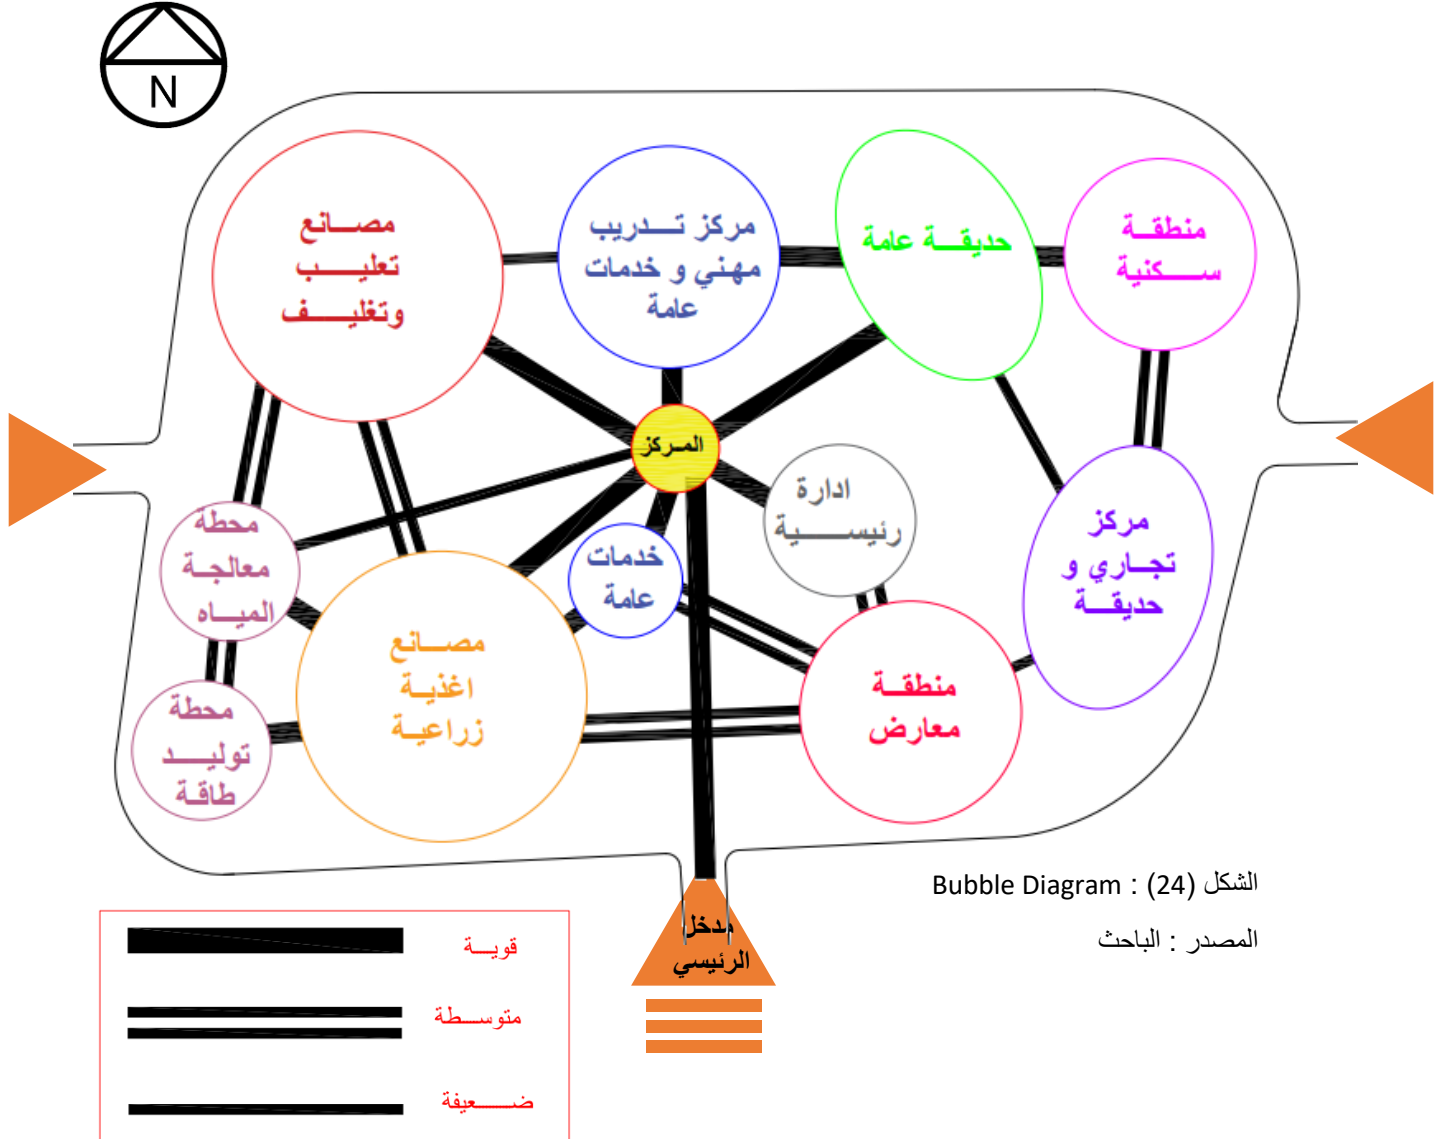 N
مصانع
تعليب
وتغليف
مركز تدريب
مهني و خدمات
عامة
حديقة عامة
منطقة
سكنية
المركز
ادارة
رئيسية
محطة
معالجة
المياه
خدمات
عامة
مركز
تجاري و
حديقة
مصانع
اغذية
زراعية
منطقة
معارض
محطة
توليد
طاقة
مدخل
الرئيسي
الشكل (24) : Bubble Diagram
المصدر : الباحث
قوية
متوسطة
ضعيفة